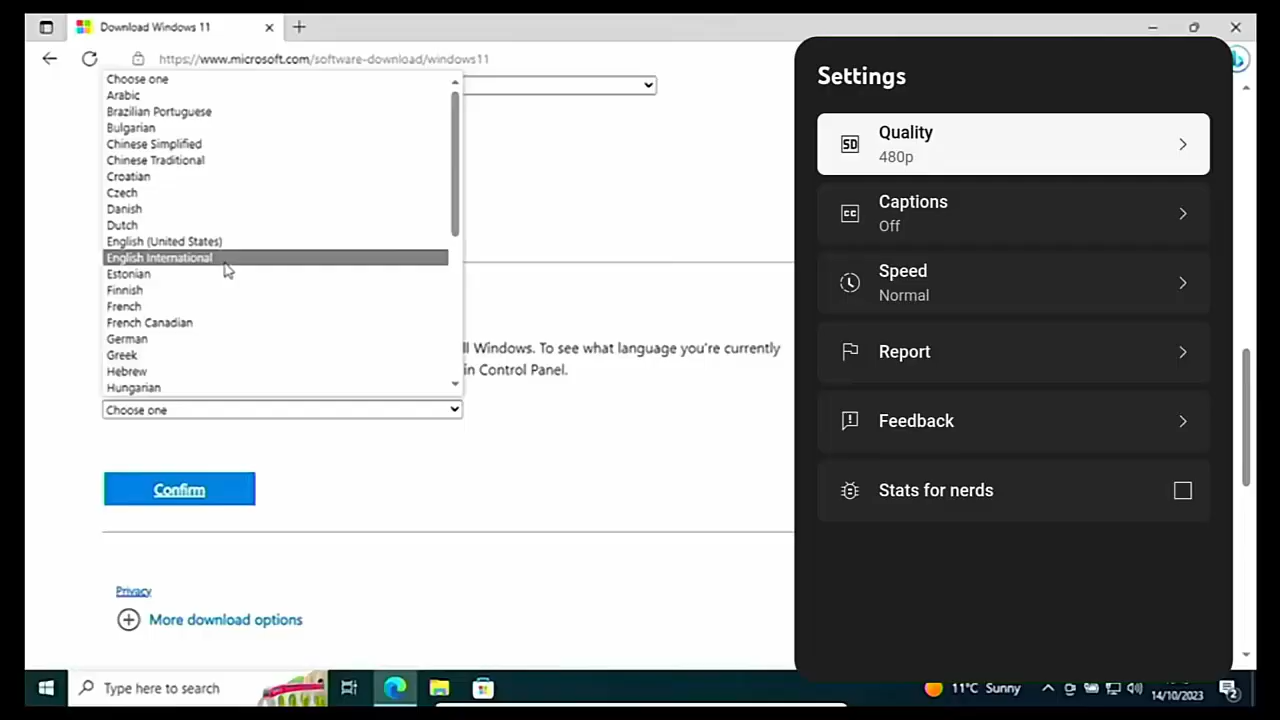 Download Windows 11
https://www.microsoft.com/software-download/windows11
Choose one
Arabic
Brazilian Portuguese
Bulgarian
Chinese Simplified
Chinese Traditional
Croatian
Czech
Danish
Dutch
English (United States)
English International
Estonian
Finnish
French
French Canadian
German
Greek
Hebrew
Hungarian
ll Windows. To see what language you're currently
in Control Panel.
Choose one
Confirm
Privacy
More download options
Settings
SD
Quality
480p
CC
Captions
Off
Speed
Normal
Report
Feedback
Stats for nerds
Type here to search
11°C Sunny
14/10/2023
2